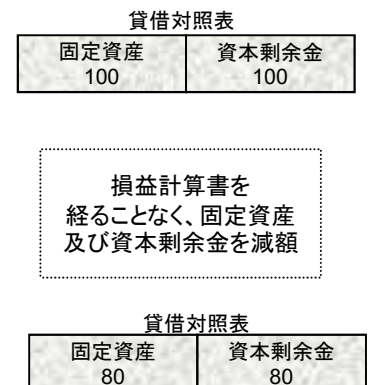 貸借対照表
固定資産 資本剰余金
100 100
損益計算書を
経ることなく、固定資産
及び資本剰余金を減額
貸借対照表
固定資産 資本剰余金
80 80